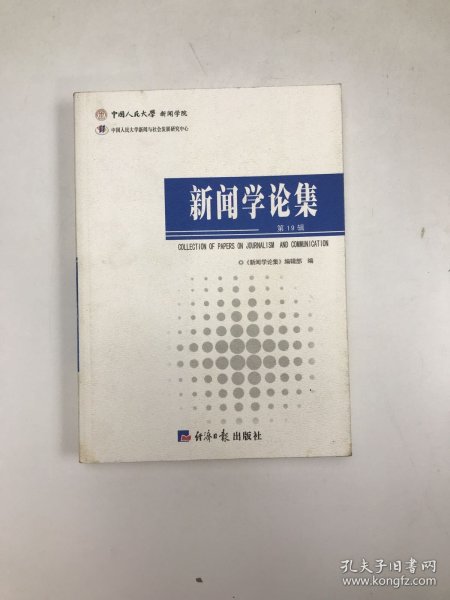 中国人民大学 新闻学院
中国人民大学新闻与社会发展研究中心
新闻学论集
第19辑
COLLECTION OF PAPERS ON JOURNALISM AND COMMUNICATION
◎《新闻学论集》编辑部 编
经济日报出版社
孔夫子旧书网
www.kongfz.com